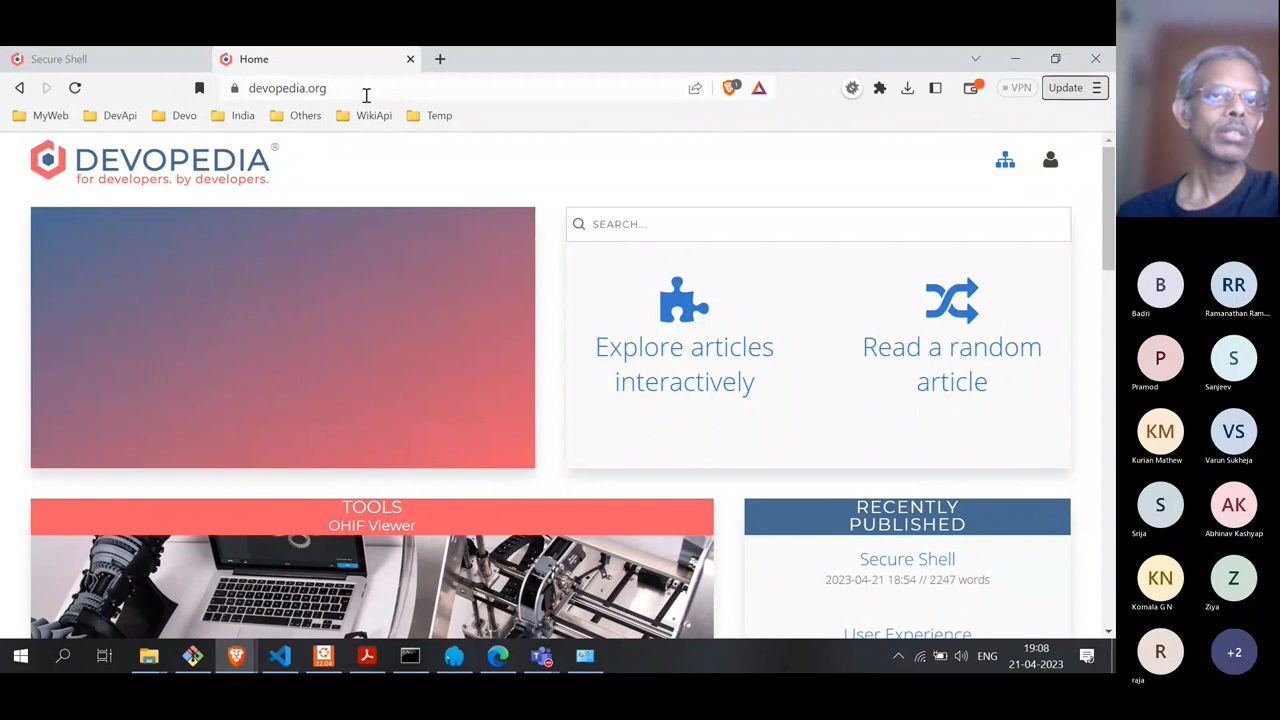 Secure Shell
Home
devopedia.org
VPN
Update
MyWeb
DevApi
Devo
India
Others
WikiApi
Temp
DEVOPEDIA®
for developers. by developers.
SEARCH...
Explore articles
interactively
Read a random
article
TOOLS
OHIF Viewer
RECENTLY
PUBLISHED
Secure Shell
2023-04-21 18:54 // 2247 words
User Experience
22.04
ENG
19:08
21-04-2023
B
Badri
RR
Ramanathan Ram...
P
Pramod
S
Sanjeev
KM
Kurian Mathew
VS
Varun Sukheja
S
Srija
AK
Abhinav Kashyap
KN
Komala G N
Z
Ziya
R
raja
+2